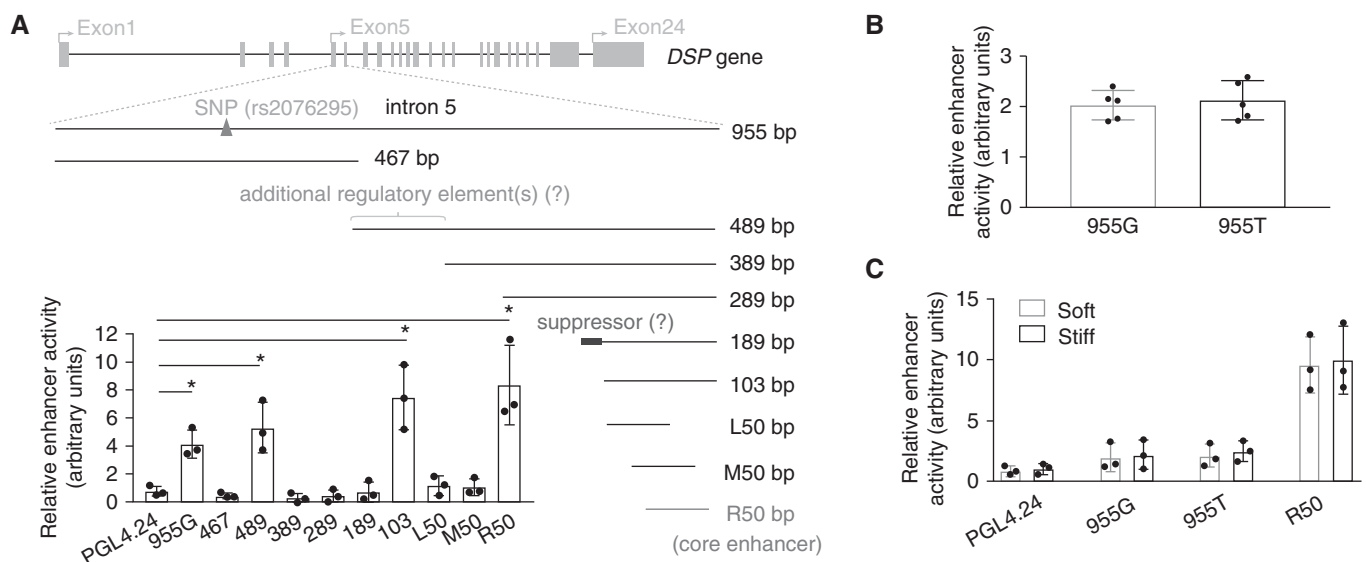 A
Exon1
Exon5
Exon24
DSP gene
SNP (rs2076295)
intron 5
955 bp
467 bp
additional regulatory element(s) (?)
489 bp
389 bp
289 bp
suppressor (?)
189 bp
103 bp
L50 bp
M50 bp
R50 bp
(core enhancer)
Relative enhancer activity
(arbitrary units)
12
10
8
6
4
2
0
*
*
*
*
PGL4.24
955G
467
489
389
289
189
103
L50
M50
R50
B
Relative enhancer
activity (arbitrary units)
3
2
1
0
955G
955T
C
Relative enhancer
activity (arbitrary units)
15
10
5
0
Soft
Stiff
PGL4.24
955G
955T
R50